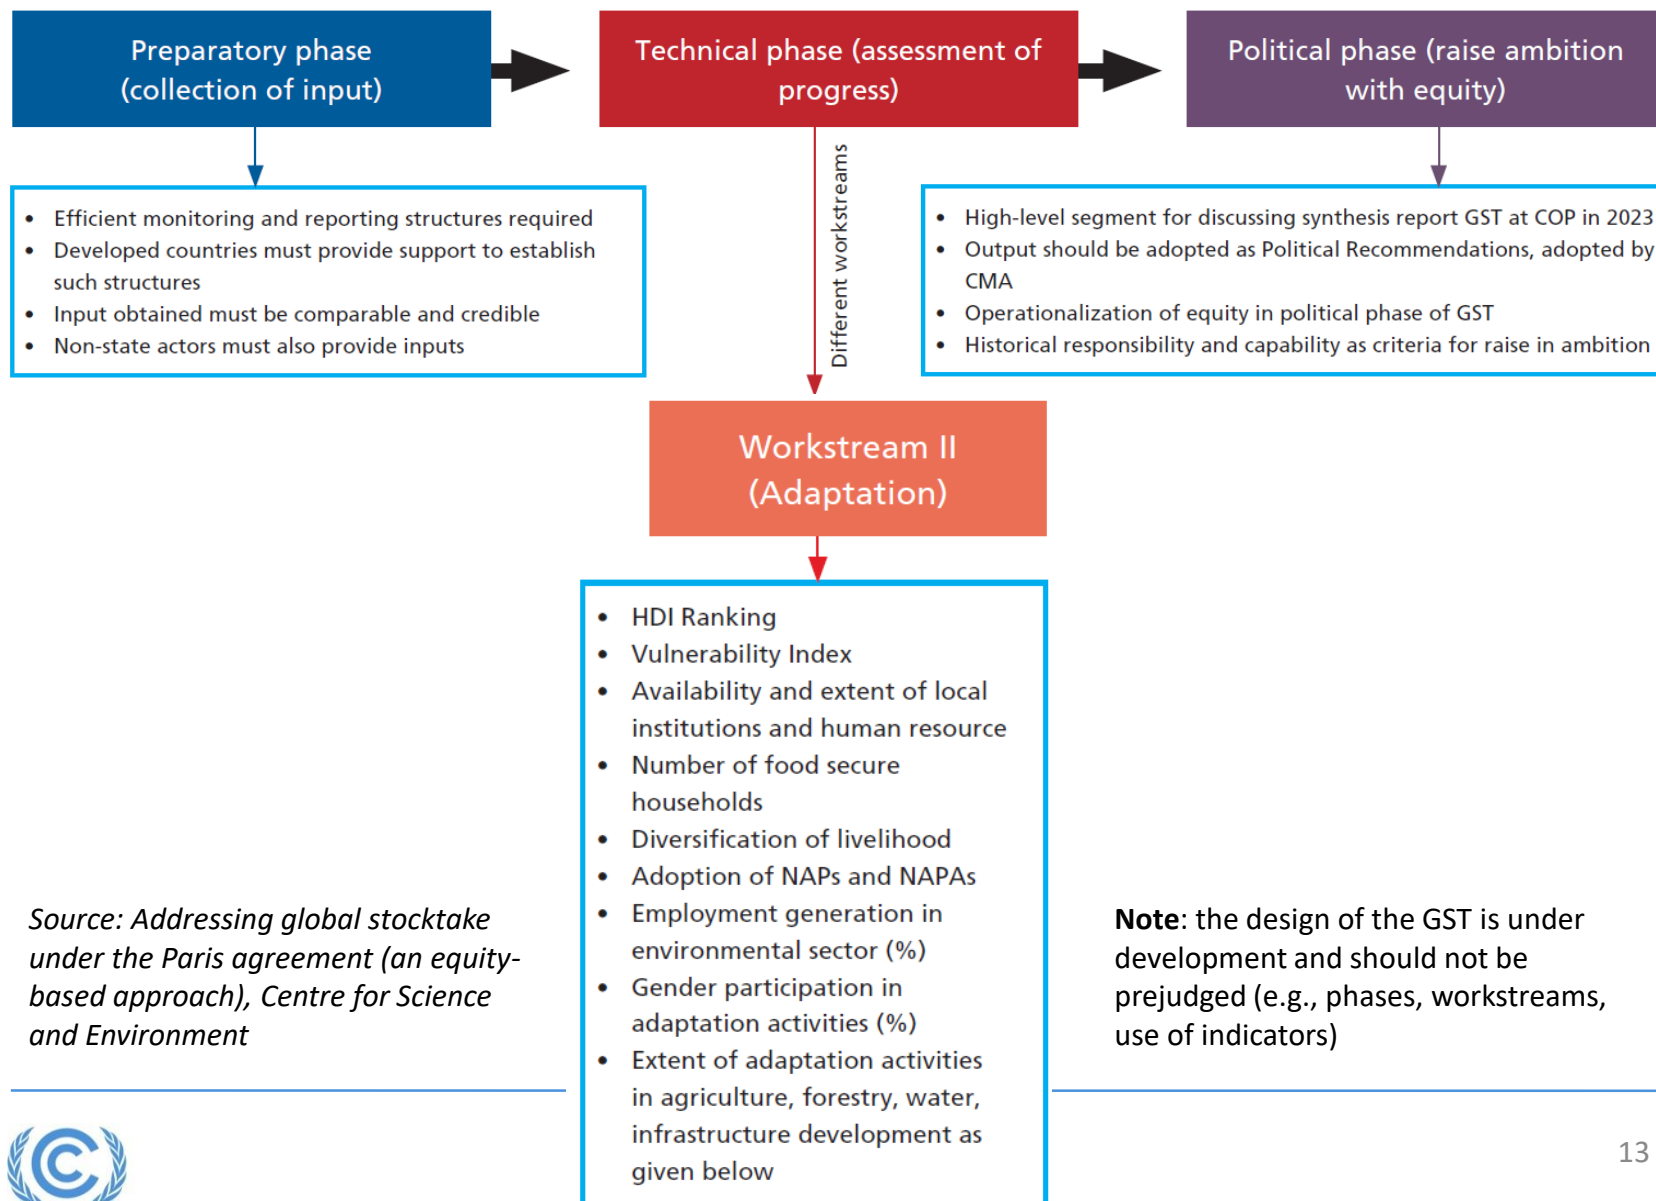 Preparatory phase
(collection of input)
Technical phase (assessment of
progress)
Political phase (raise ambition
with equity)
• Efficient monitoring and reporting structures required
• Developed countries must provide support to establish
such structures
• Input obtained must be comparable and credible
• Non-state actors must also provide inputs
Different workstreams
• High-level segment for discussing synthesis report GST at COP in 2023
• Output should be adopted as Political Recommendations, adopted by
CMA
• Operationalization of equity in political phase of GST
• Historical responsibility and capability as criteria for raise in ambition
Workstream II
(Adaptation)
• HDI Ranking
• Vulnerability Index
• Availability and extent of local
institutions and human resource
• Number of food secure
households
• Diversification of livelihood
• Adoption of NAPs and NAPAs
• Employment generation in
environmental sector (%)
• Gender participation in
adaptation activities (%)
• Extent of adaptation activities
in agriculture, forestry, water,
infrastructure development as
given below
Source: Addressing global stocktake
under the Paris agreement (an equity-
based approach), Centre for Science
and Environment
Note: the design of the GST is under
development and should not be
prejudged (e.g., phases, workstreams,
use of indicators)
13